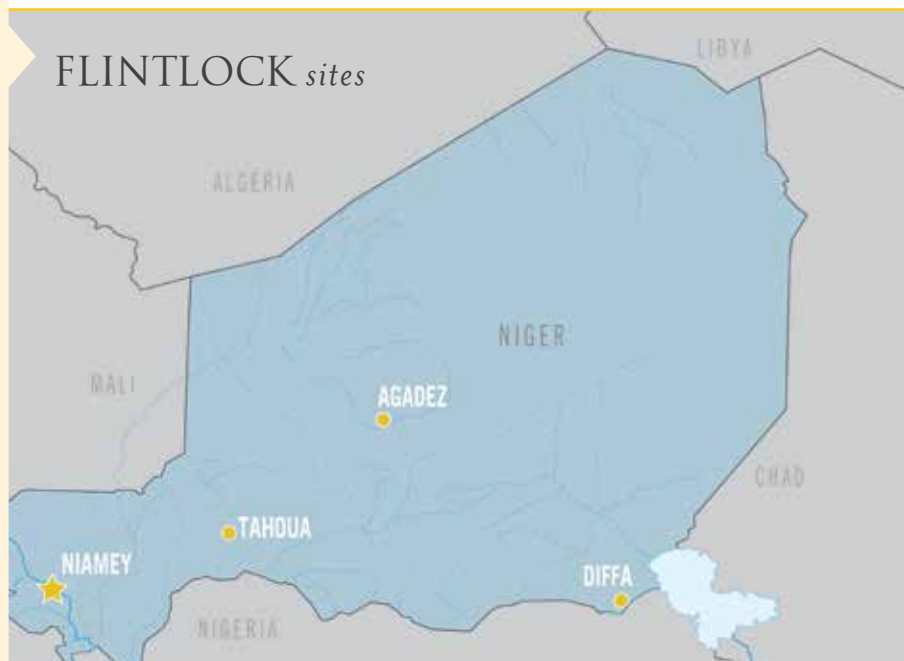 FLINTLOCK sites
LIBYA
ALGERIA
NIGER
MALI
AGADEZ
CHAD
TAHOUA
NIAMEY
DIFFA
NIGERIA